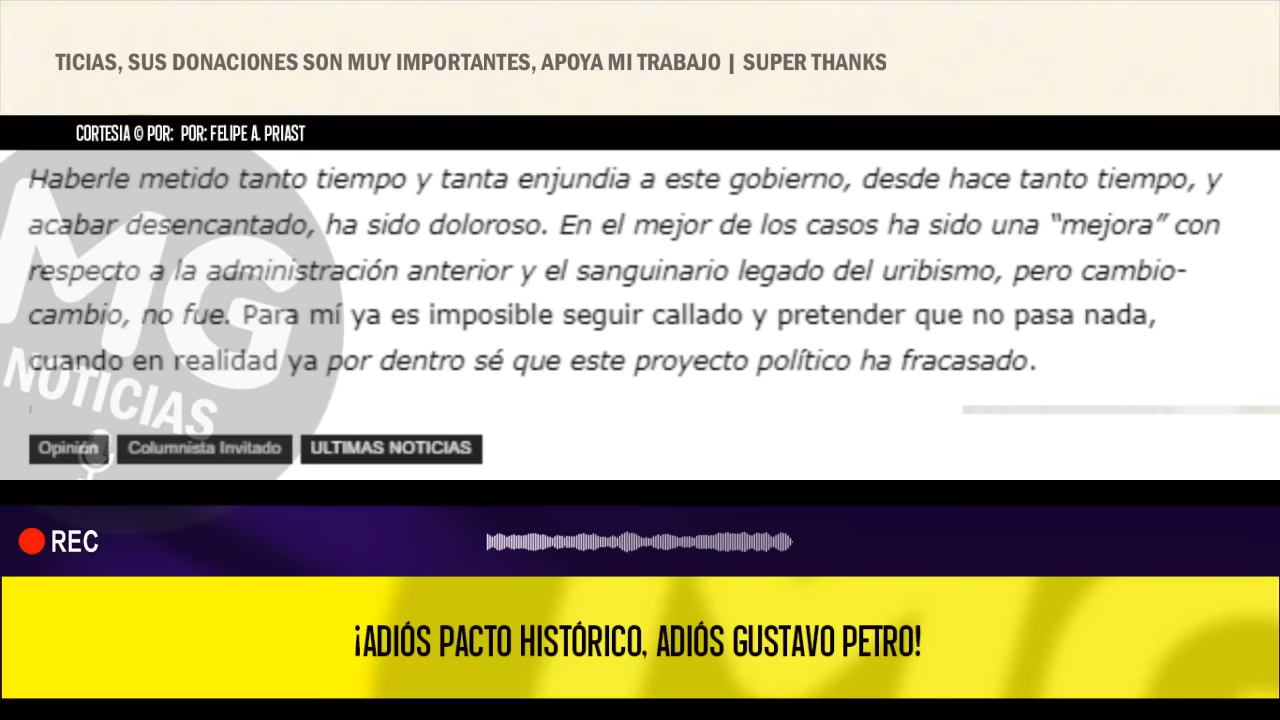 TICIAS, SUS DONACIONES SON MUY IMPORTANTES, APOYA MI TRABAJO | SUPER THANKS
CORTESIA © POR: POR: FELIPE A. PRIAST
Haberle metido tanto tiempo y tanta enjundia a este gobierno, desde hace tanto tiempo, y
acabar desencantado, ha sido doloroso. En el mejor de los casos ha sido una “mejora” con
respecto a la administración anterior y el sanguinario legado del uribismo, pero cambio-
cambio, no fue. Para mí ya es imposible seguir callado y pretender que no pasa nada,
cuando en realidad ya por dentro sé que este proyecto político ha fracasado.
MG
NOTICIAS
Opinión Columnista Invitado ULTIMAS NOTICIAS
REC
¡ADIÓS PACTO HISTÓRICO, ADIÓS GUSTAVO PETRO!